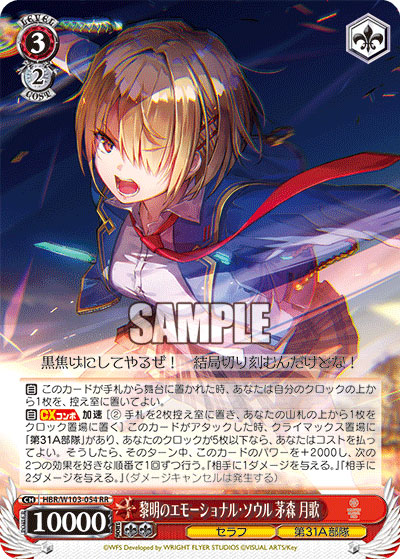 LEVEL
3
2
COST
SAMPLE
黒焦げにしてやるぜ！　結局切り刻むんだけどな！
自 このカードが手札から舞台に置かれた時、あなたは自分のクロックの上か
ら1枚を、控え室に置いてよい。
自 CXコンボ 加速 [② 手札を2枚控え室に置き、あなたの山札の上から1枚を
クロック置場に置く] このカードがアタックした時、クライマックス置場に
「第31A部隊」があり、あなたのクロックが5枚以下なら、あなたはコストを払っ
てよい。そうしたら、そのターン中、このカードのパワーを+2000し、次
の2つの効果を好きな順番で1回ずつ行う。『相手に1ダメージを与える。』『相
手に2ダメージを与える。』（ダメージキャンセルは発生する）
CH HBR/W103-054 RR
10000
黎明のエモーショナル・ソウル 茅森 月歌
セラフ
第31A部隊
©WFS Developed by WRIGHT FLYER STUDIOS ©VISUAL ARTS/Key